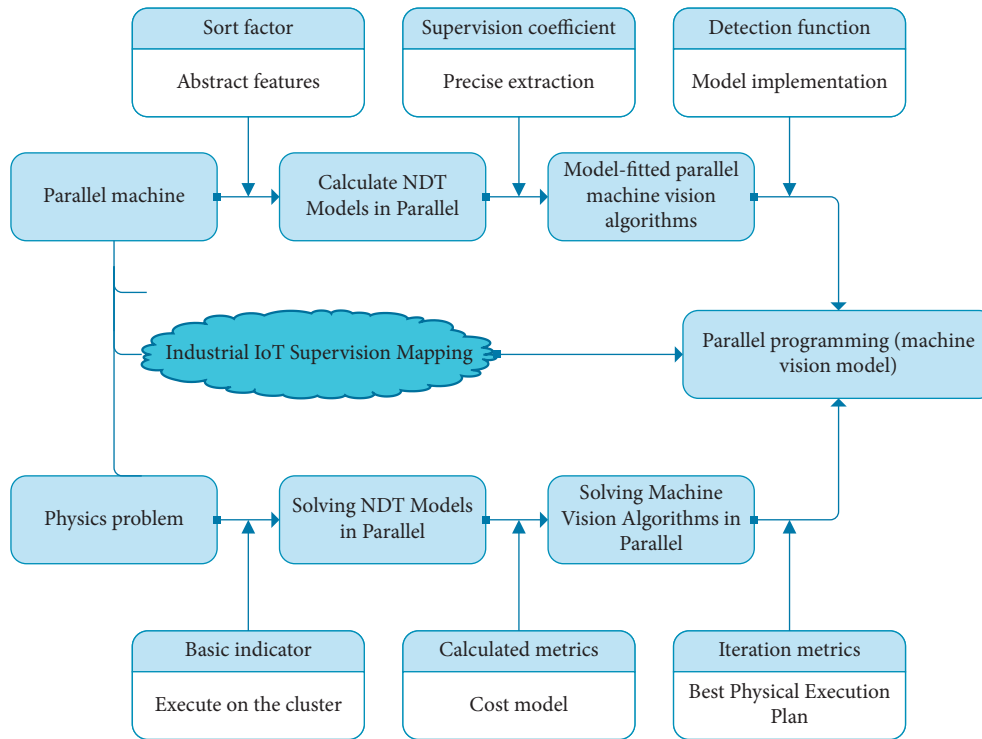 Sort factor
Abstract features
Supervision coefficient
Precise extraction
Detection function
Model implementation
Parallel machine
Calculate NDT
Models in Parallel
Model-fitted parallel
machine vision
algorithms
Industrial IoT Supervision Mapping
Parallel programming (machine
vision model)
Physics problem
Solving NDT Models
in Parallel
Solving Machine
Vision Algorithms in
Parallel
Basic indicator
Execute on the cluster
Calculated metrics
Cost model
Iteration metrics
Best Physical Execution
Plan